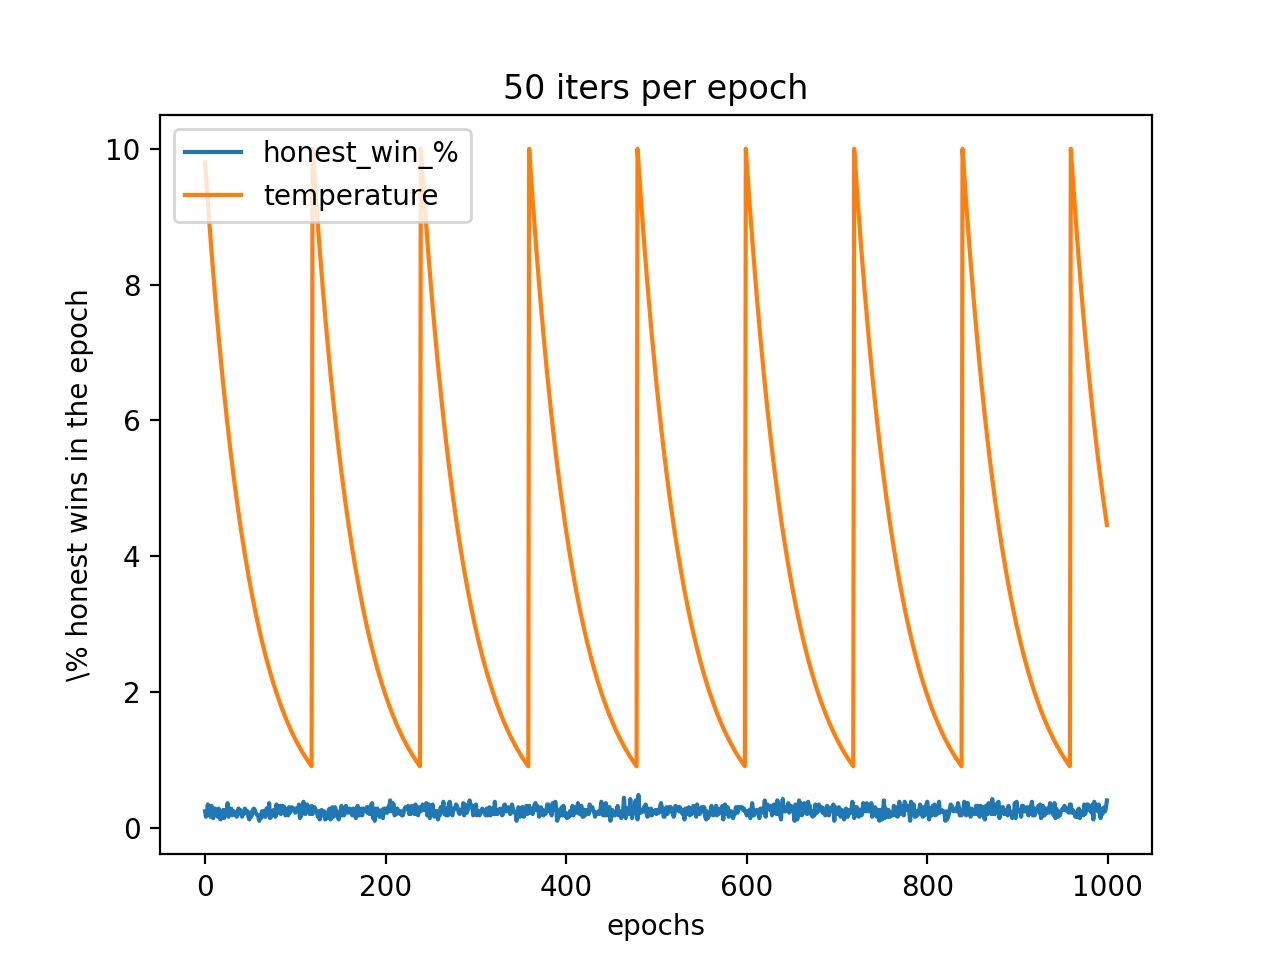 50 iters per epoch
honest_win_%
temperature
\% honest wins in the epoch
10
8
6
4
2
0
0 200 400 600 800 1000
epochs